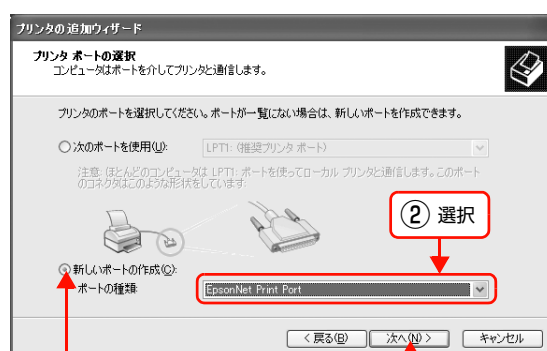 プリンタの追加ウィザード
プリンタ ポートの選択
コンピュータはポートを介してプリンタと通信します。
プリンタのポートを選択してください。ポートが一覧にない場合は、新しいポートを作成できます。
次のポートを使用(U):
LPT1: (推奨プリンタ ポート)
注意: ほとんどのコンピュータは LPT1: ポートを使ってローカル プリンタと通信します。このポート
のコネクタはこのような形状をしています:
② 選択
新しいポートの作成(C):
ポートの種類:
EpsonNet Print Port
< 戻る(B)
次へ(N) >
キャンセル